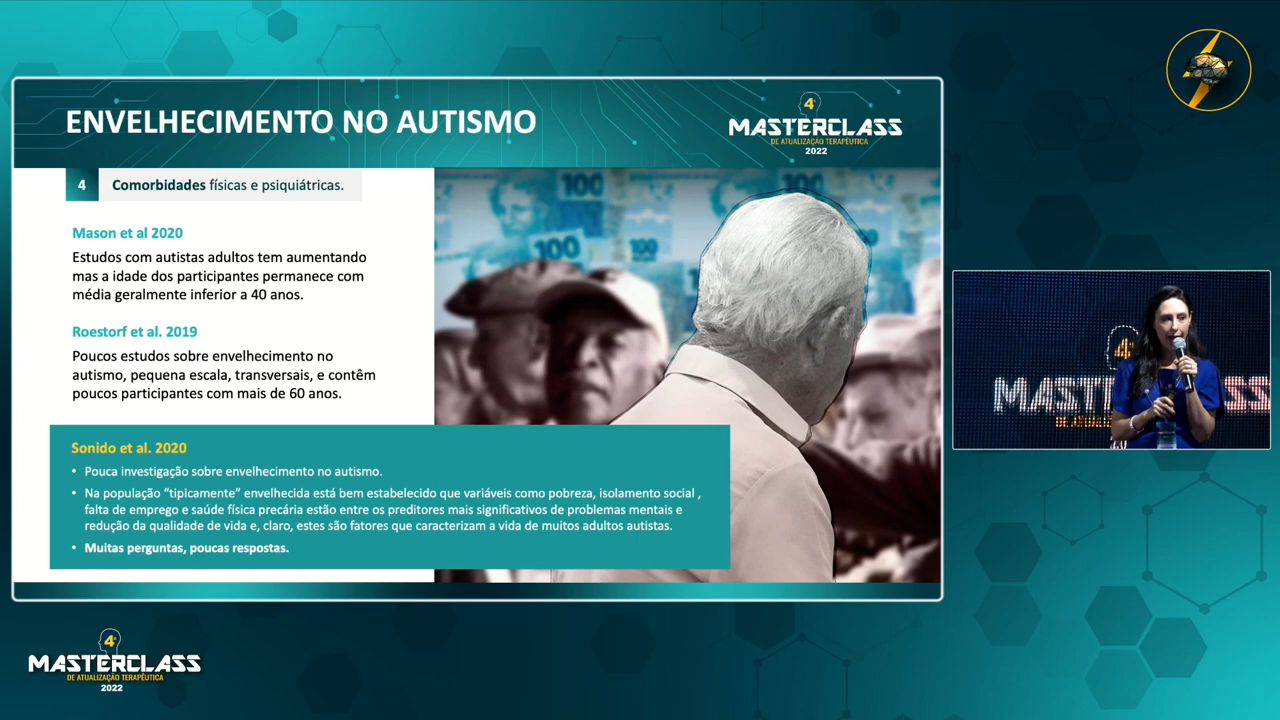 ENVELHECIMENTO NO AUTISMO
4º
MASTERCLASS
DE ATUALIZAÇÃO TERAPÊUTICA
2022
4 Comorbidades físicas e psiquiátricas.
100
100
100
Mason et al 2020
Estudos com autistas adultos tem aumentando
mas a idade dos participantes permanece com
média geralmente inferior a 40 anos.
Roestorf et al. 2019
Poucos estudos sobre envelhecimento no
autismo, pequena escala, transversais, e contêm
poucos participantes com mais de 60 anos.
Sonido et al. 2020
• Pouca investigação sobre envelhecimento no autismo.
• Na população “tipicamente” envelhecida está bem estabelecido que variáveis como pobreza, isolamento social ,
falta de emprego e saúde física precária estão entre os preditores mais significativos de problemas mentais e
redução da qualidade de vida e, claro, estes são fatores que caracterizam a vida de muitos adultos autistas.
• Muitas perguntas, poucas respostas.
4
DE
4º
MASTERCLASS
DE ATUALIZAÇÃO TERAPÊUTICA
2022